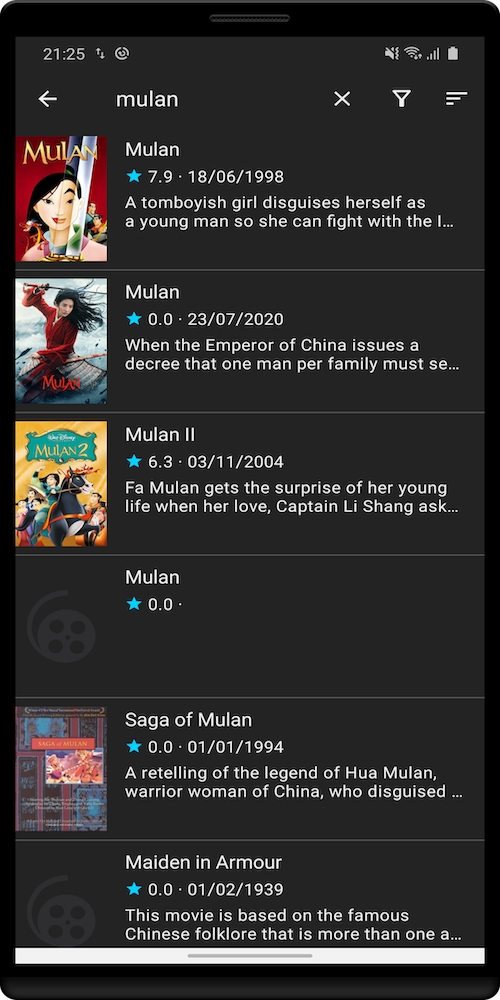 21:25
mulan
MULAN
Mulan
7.9 · 18/06/1998
A tomboyish girl disguises herself as
a young man so she can fight with the I…
MULAN
Mulan
0.0 · 23/07/2020
When the Emperor of China issues a
decree that one man per family must se…
Walt Disney
MULAN 2
Mulan II
6.3 · 03/11/2004
Fa Mulan gets the surprise of her young
life when her love, Captain Li Shang ask…
Mulan
0.0 ·
SAGA OF MULAN
Saga of Mulan
0.0 · 01/01/1994
A retelling of the legend of Hua Mulan,
warrior woman of China, who disguised …
Maiden in Armour
0.0 · 01/02/1939
This movie is based on the famous
Chinese folklore that is more than one a…